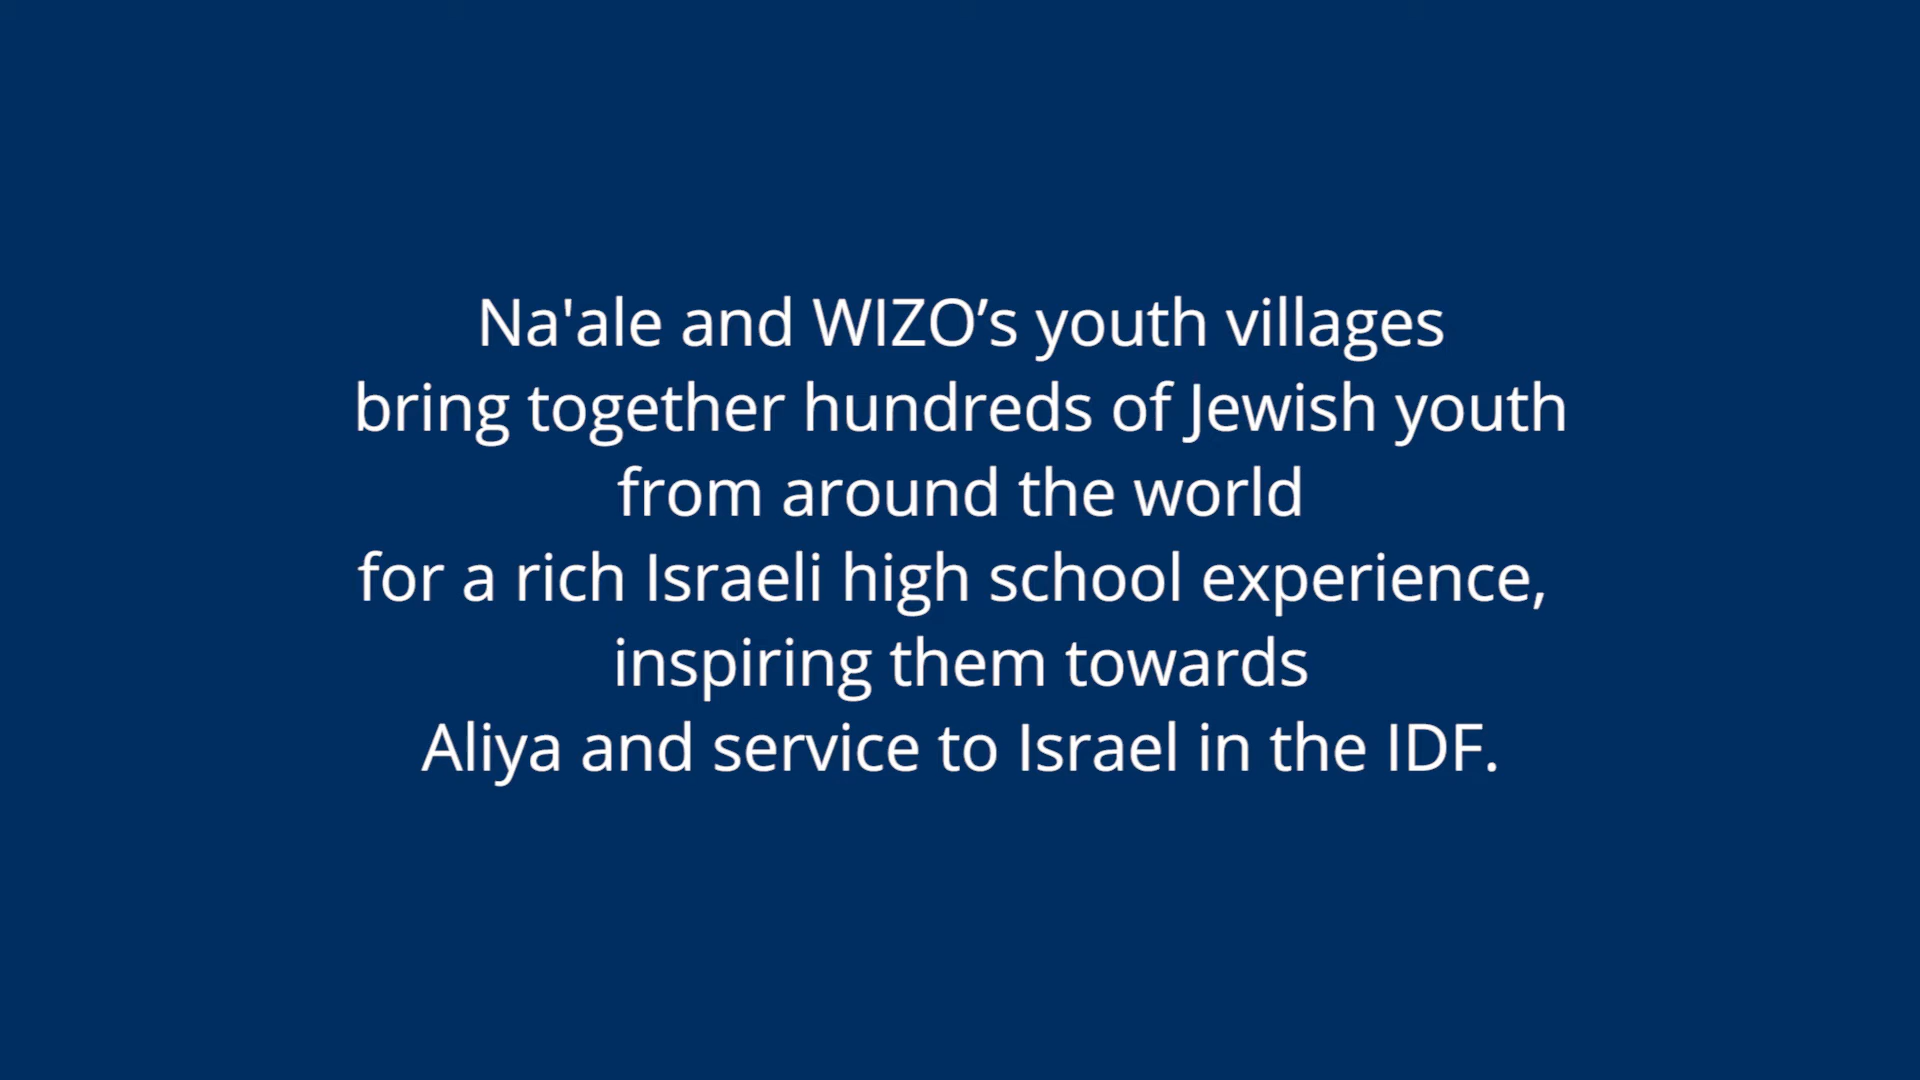 Na'ale and WIZO’s youth villages
bring together hundreds of Jewish youth
from around the world
for a rich Israeli high school experience,
inspiring them towards
Aliya and service to Israel in the IDF.